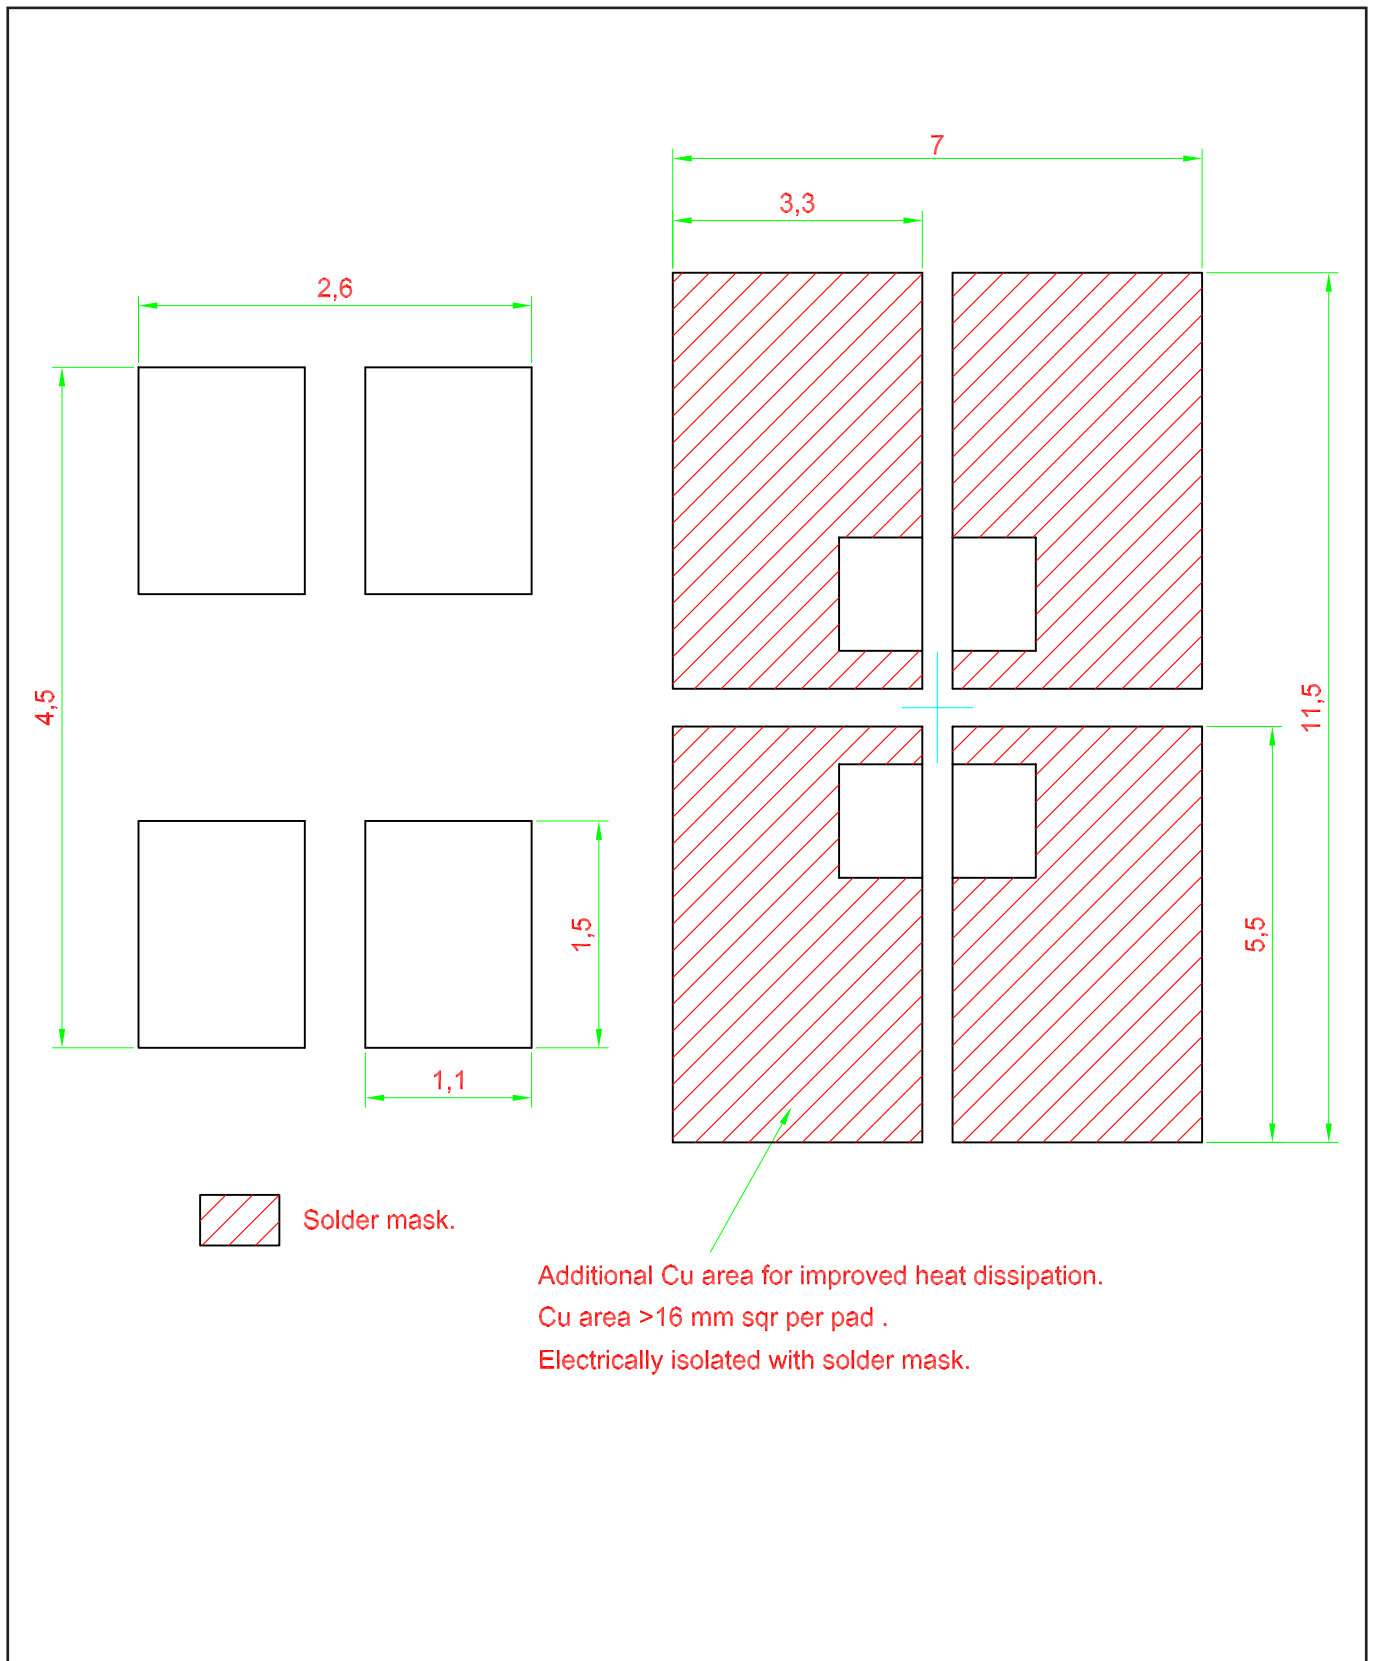 7
3,3
2,6
4,5
11,5
5,5
1,5
1,1
Solder mask.
Additional Cu area for improved heat dissipation.
Cu area >16 mm sqr per pad .
Electrically isolated with solder mask.